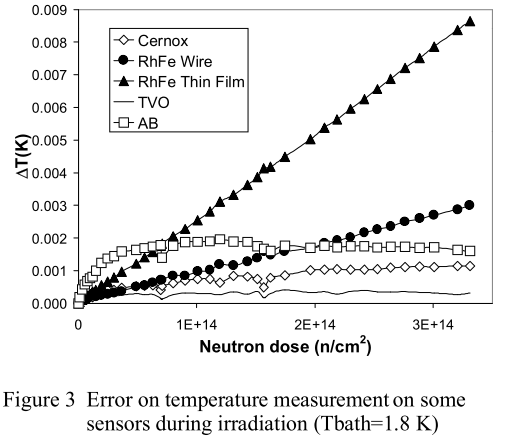 0.009
0.008
0.007
0.006
0.005
0.004
0.003
0.002
0.001
0.000
ΔT(K)
Cernox
RhFe Wire
RhFe Thin Film
TVO
AB
0
1E+14
2E+14
3E+14
Neutron dose (n/cm²)
Figure 3 Error on temperature measurement on some
sensors during irradiation (Tbath=1.8 K)